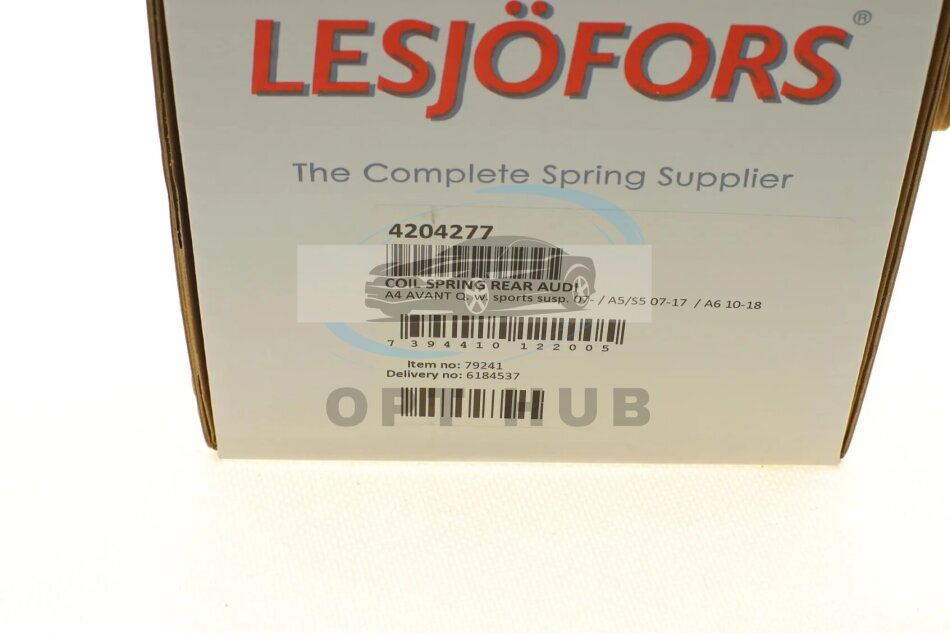 LESJÖFORS®
The Complete Spring Supplier
4204277
COIL SPRING REAR AUDI
A4 AVANT Q. w. sports susp. 07- / A5/S5 07-17 / A6 10-18
7 394410 122005
Item no: 79241
Delivery no: 6184537
OPT HUB